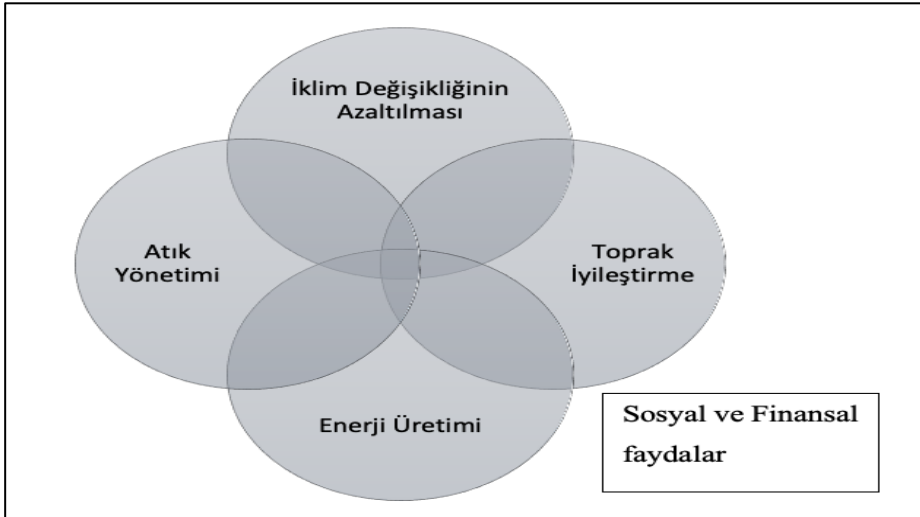 İklim Değişikliğinin
Azaltılması
Atık
Yönetimi
Toprak
İyileştirme
Enerji Üretimi
Sosyal ve Finansal
faydalar